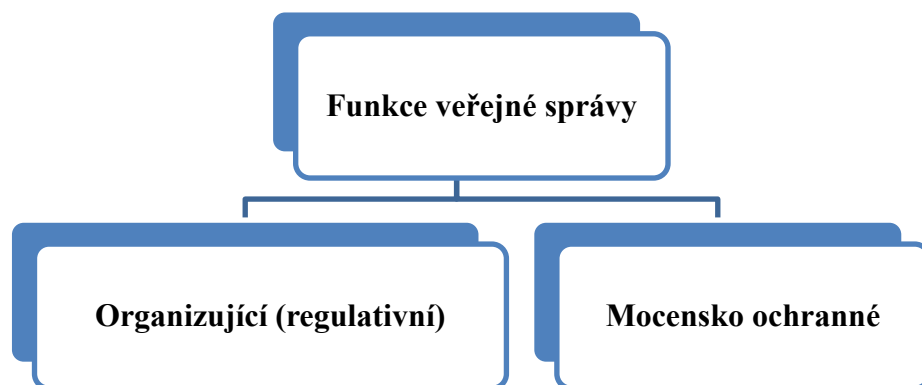 Funkce veřejné správy
Organizující (regulativní)
Mocensko ochranné